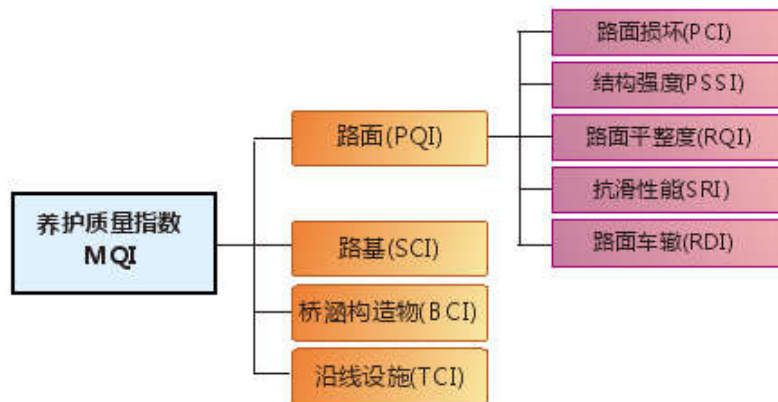 养护质量指数
MQI
路面(PQI)
路基(SCI)
桥涵构造物(BCI)
沿线设施(TCI)
路面损坏(PCI)
结构强度(PSSI)
路面平整度(RQI)
抗滑性能(SRI)
路面车辙(RDI)